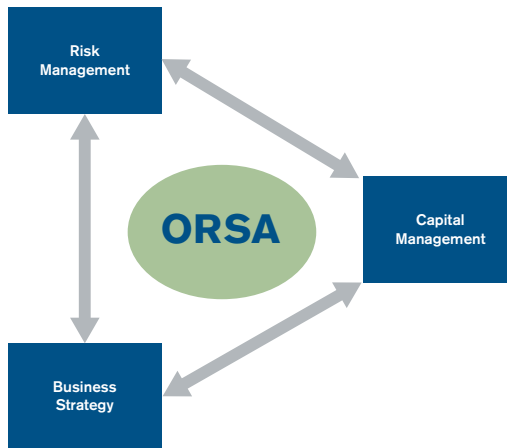 Risk
Management
ORSA
Capital
Management
Business
Strategy